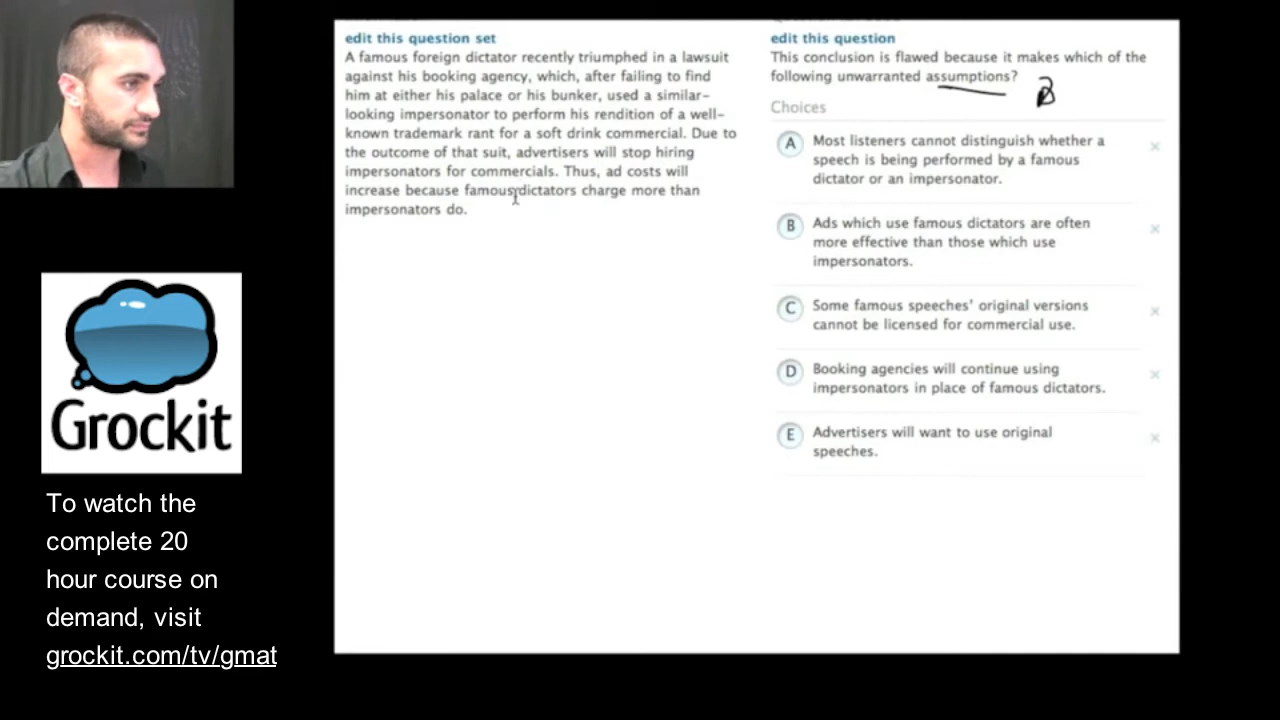 edit this question set
A famous foreign dictator recently triumphed in a lawsuit
against his booking agency, which, after failing to find
him at either his palace or his bunker, used a similar-
looking impersonator to perform his rendition of a well-
known trademark rant for a soft drink commercial. Due to
the outcome of that suit, advertisers will stop hiring
impersonators for commercials. Thus, ad costs will
increase because famous dictators charge more than
impersonators do.
edit this question
This conclusion is flawed because it makes which of the
following unwarranted assumptions?
Choices
A Most listeners cannot distinguish whether a
speech is being performed by a famous
dictator or an impersonator.
B Ads which use famous dictators are often
more effective than those which use
impersonators.
C Some famous speeches' original versions
cannot be licensed for commercial use.
D Booking agencies will continue using
impersonators in place of famous dictators.
E Advertisers will want to use original
speeches.
Grockit
To watch the
complete 20
hour course on
demand, visit
grockit.com/tv/gmat